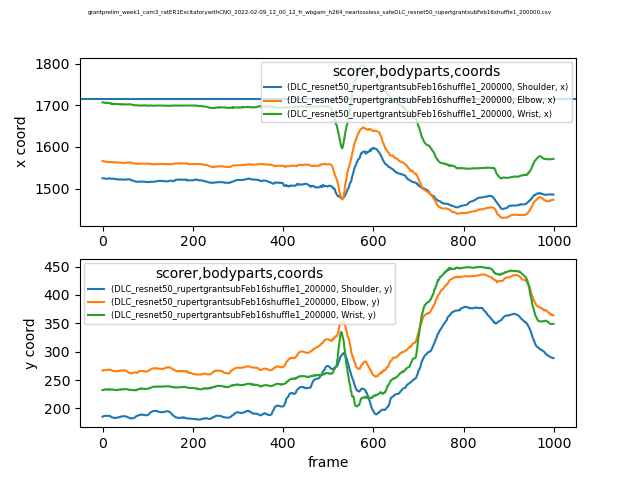 grantprelim_week1_cam3_ratER1ExcitatorywithCNO_2022-02-09_12_00_12_fr_wbgam_h264_nearlossless_safeDLC_resnet50_rupertgrantsubFeb16shuffle1_200000.csv
x coord
1800
1700
1600
1500
scorer,bodyparts,coords
(DLC_resnet50_rupertgrantsubFeb16shuffle1_200000, Shoulder, x)
(DLC_resnet50_rupertgrantsubFeb16shuffle1_200000, Elbow, x)
(DLC_resnet50_rupertgrantsubFeb16shuffle1_200000, Wrist, x)
0 200 400 600 800 1000
y coord
450
400
350
300
250
200
scorer,bodyparts,coords
(DLC_resnet50_rupertgrantsubFeb16shuffle1_200000, Shoulder, y)
(DLC_resnet50_rupertgrantsubFeb16shuffle1_200000, Elbow, y)
(DLC_resnet50_rupertgrantsubFeb16shuffle1_200000, Wrist, y)
0 200 400 600 800 1000
frame